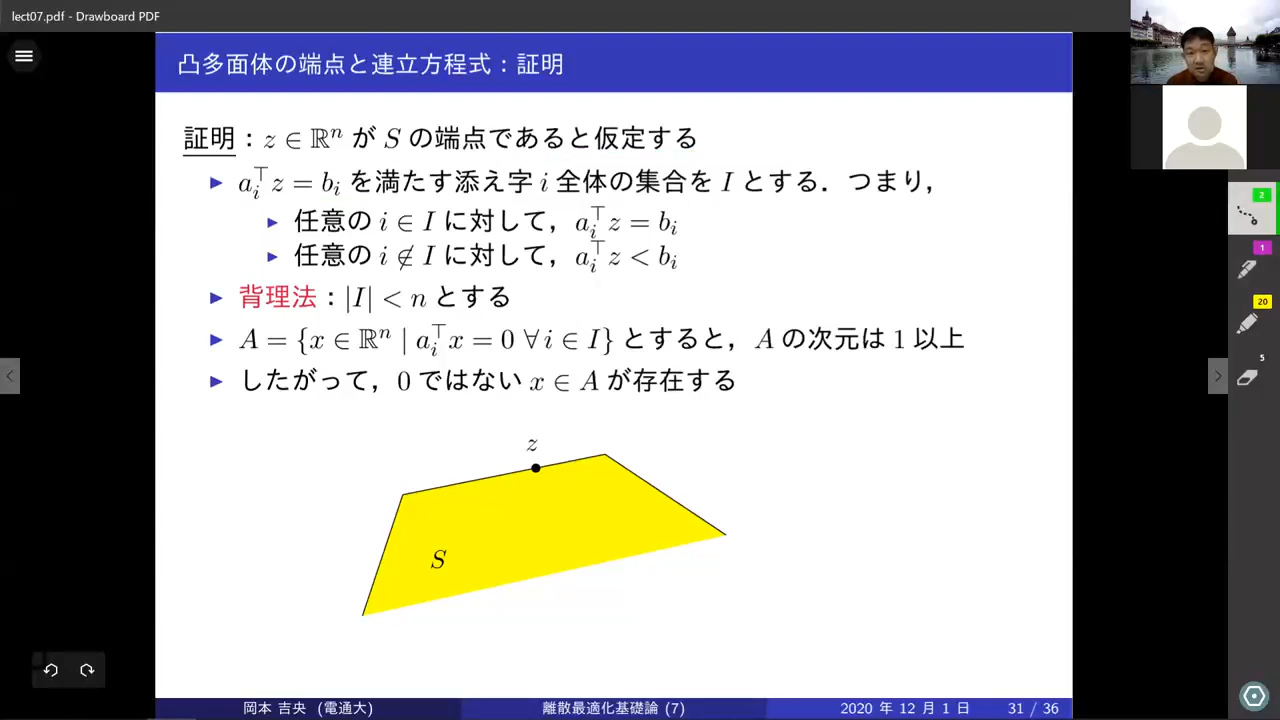 lect07.pdf - Drawboard PDF
凸多面体の端点と連立方程式：証明
証明：z ∈ ℝⁿ が S の端点であると仮定する
▶ aᵢ⊤z = bᵢ を満たす添え字 i 全体の集合を I とする．つまり，
▶ 任意の i ∈ I に対して，aᵢ⊤z = bᵢ
▶ 任意の i ∉ I に対して，aᵢ⊤z < bᵢ
▶ 背理法：|I| < n とする
▶ A = {x ∈ ℝⁿ | aᵢ⊤x = 0 ∀ i ∈ I} とすると，A の次元は 1 以上
▶ したがって，0 ではない x ∈ A が存在する
z
S
岡本 吉央 (電通大) 離散最適化基礎論 (7) 2020 年 12 月 1 日 31 / 36
2
1
20
5